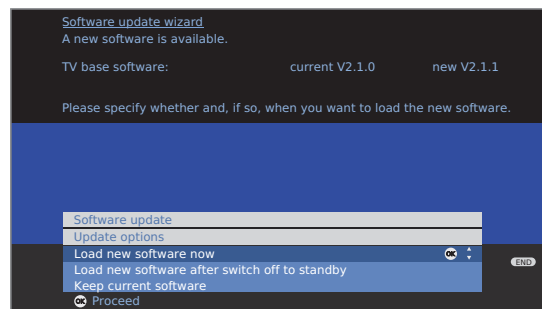 Software update wizard
A new software is available.
TV base software: current V2.1.0 new V2.1.1
Please specify whether and, if so, when you want to load the new software.
Software update
Update options
Load new software now OK
Load new software after switch off to standby
END
Keep current software
OK Proceed